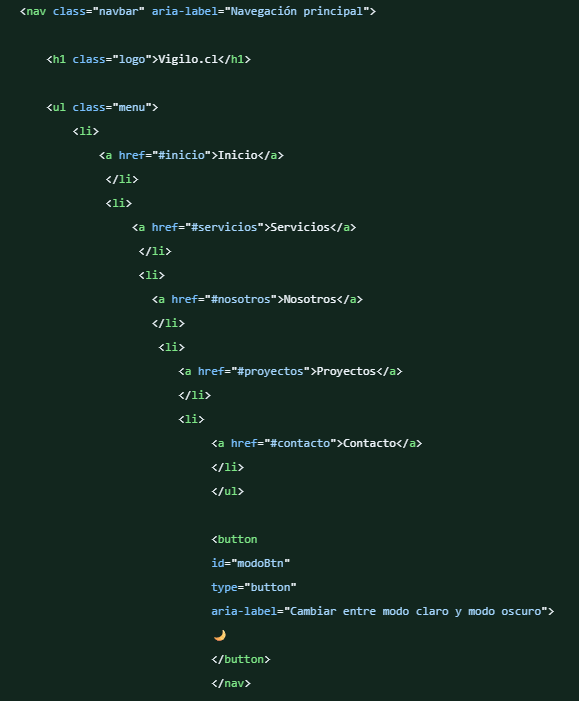 <nav class="navbar" aria-label="Navegación principal">
<h1 class="logo">Vigilo.cl</h1>
<ul class="menu">
<li>
<a href="#inicio">Inicio</a>
</li>
<li>
<a href="#servicios">Servicios</a>
</li>
<li>
<a href="#nosotros">Nosotros</a>
</li>
<li>
<a href="#proyectos">Proyectos</a>
</li>
<li>
<a href="#contacto">Contacto</a>
</li>
</ul>
<button
id="modoBtn"
type="button"
aria-label="Cambiar entre modo claro y modo oscuro">
🌙
</button>
</nav>